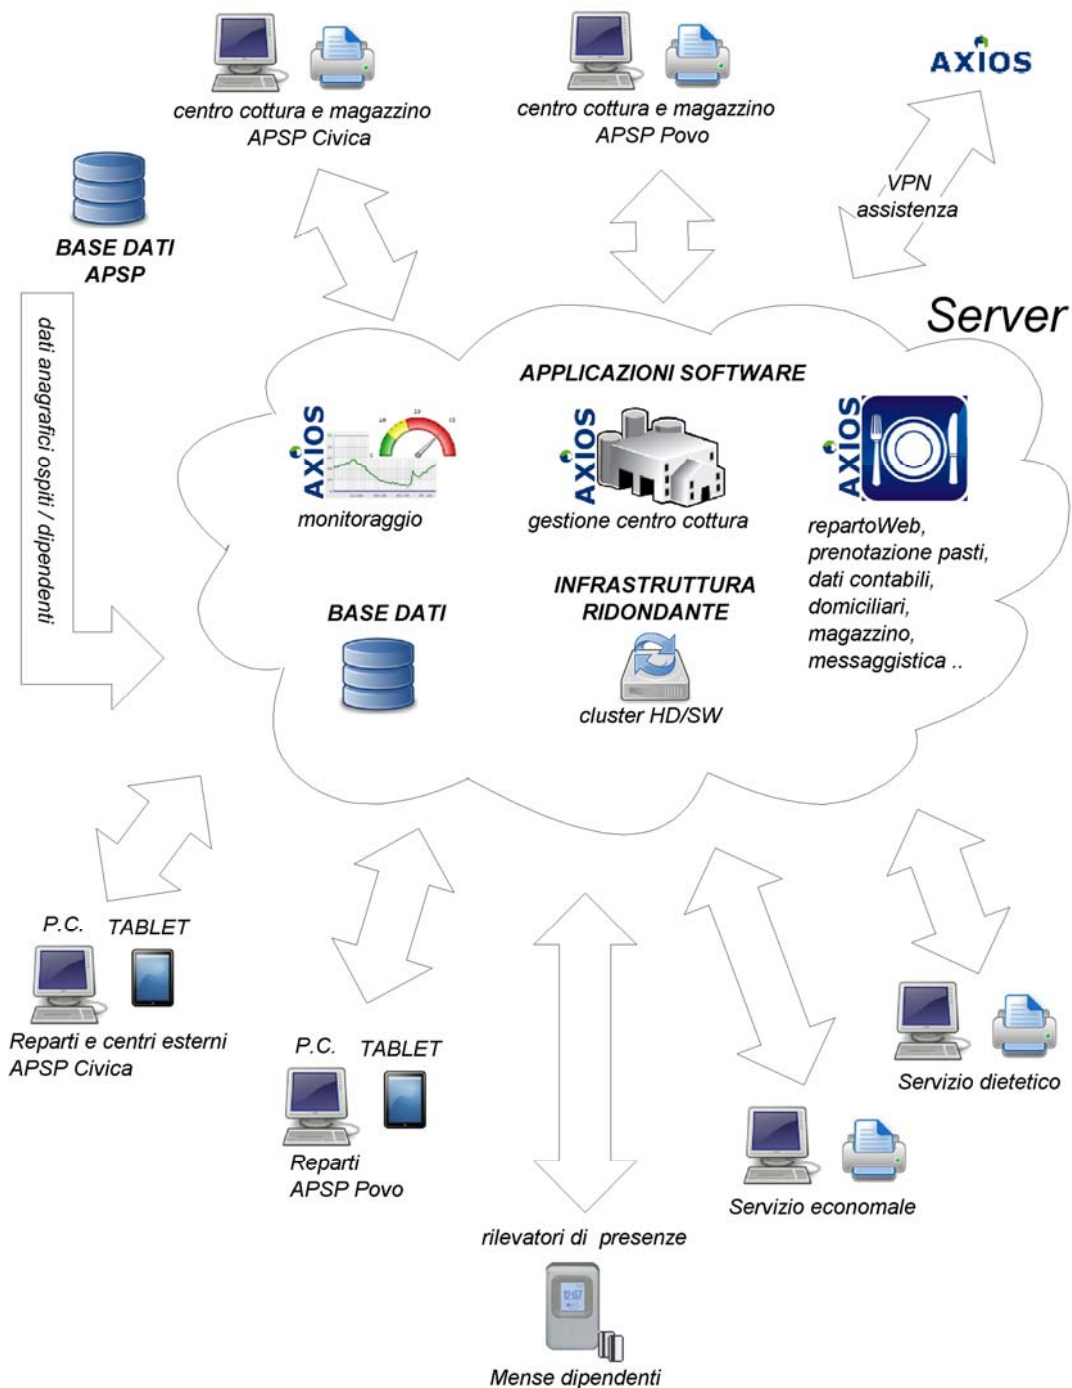 centro cottura e magazzino
APSP Civica
centro cottura e magazzino
APSP Povo
AXIOS
VPN
assistenza
BASE DATI
APSP
dati anagrafici ospiti / dipendenti
Server
APPLICAZIONI SOFTWARE
AXIOS
monitoraggio
AXIOS
gestione centro cottura
AXIOS
repartoWeb,
prenotazione pasti,
dati contabili,
domiciliari,
magazzino,
messaggistica ..
BASE DATI
INFRASTRUTTURA
RIDONDANTE
cluster HD/SW
P.C.
TABLET
Reparti e centri esterni
APSP Civica
P.C.
TABLET
Reparti
APSP Povo
rilevatori di presenze
12:07
Mense dipendenti
Servizio economale
Servizio dietetico